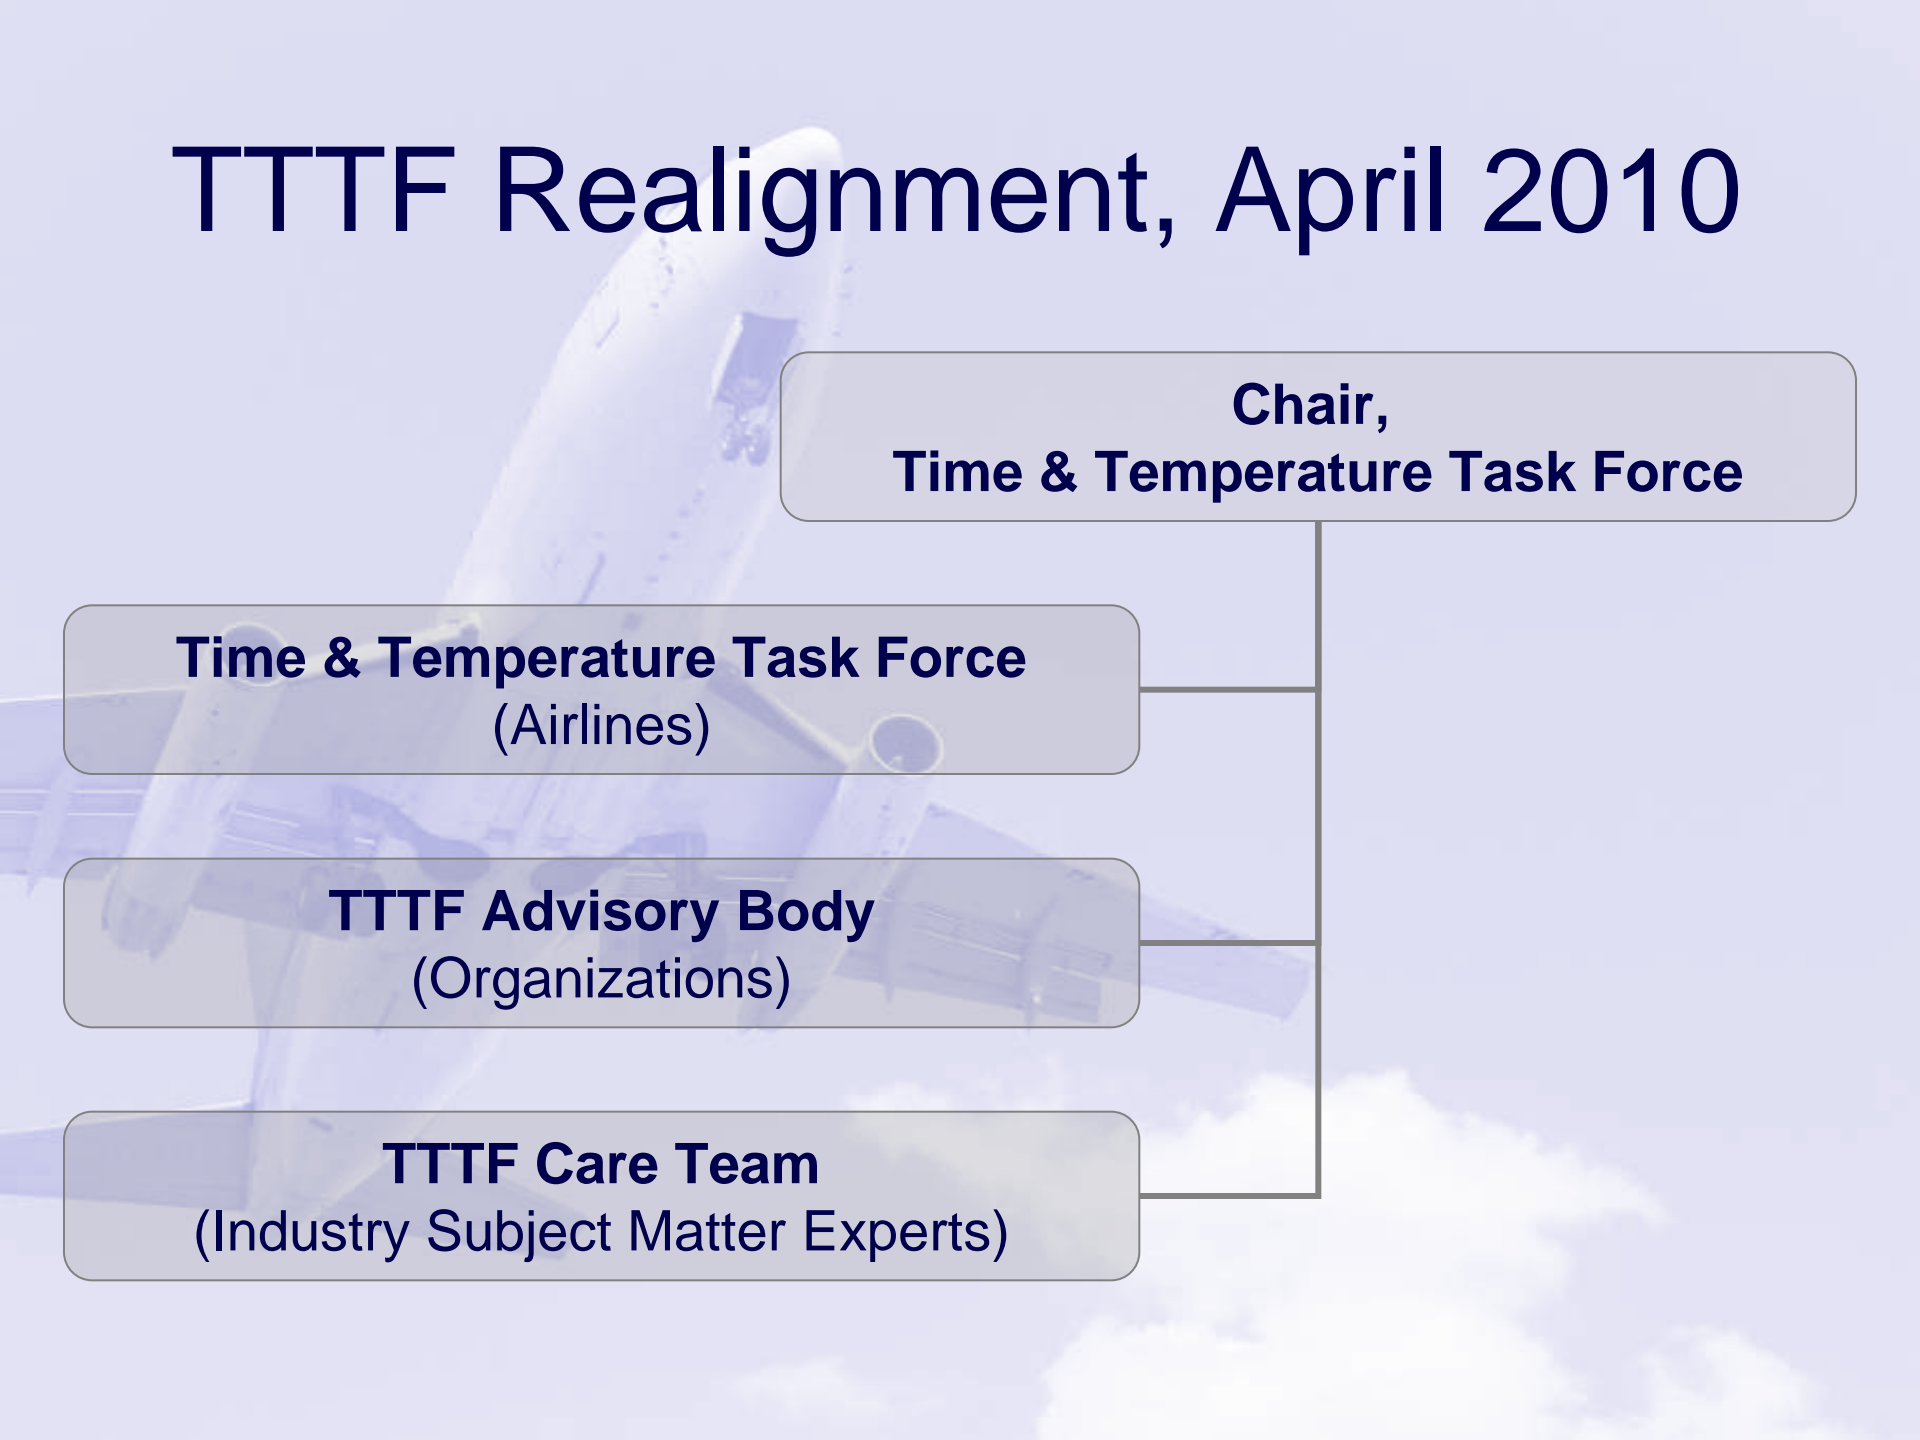 TTTF Realignment, April 2010
Chair,
Time & Temperature Task Force
Time & Temperature Task Force
(Airlines)
TTTF Advisory Body
(Organizations)
TTTF Care Team
(Industry Subject Matter Experts)